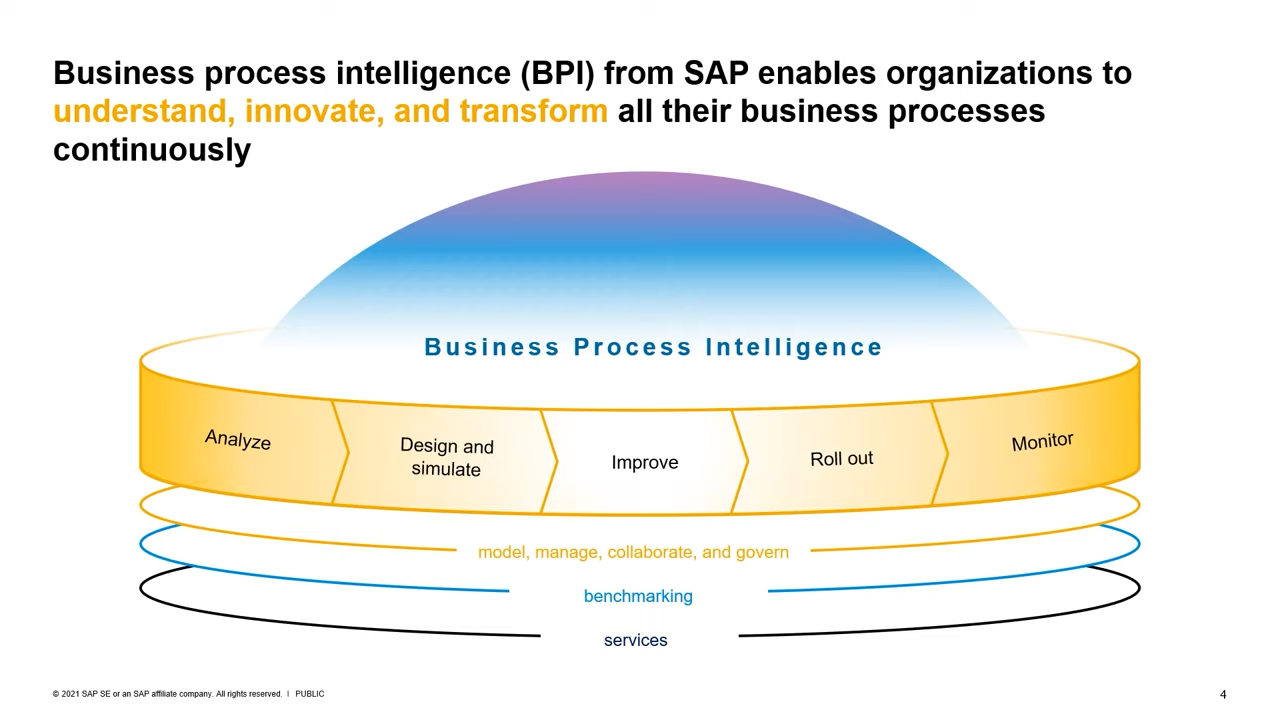 Business process intelligence (BPI) from SAP enables organizations to
understand, innovate, and transform all their business processes
continuously
Business Process Intelligence
Analyze
Design and
simulate
Improve
Roll out
Monitor
model, manage, collaborate, and govern
benchmarking
services
© 2021 SAP SE or an SAP affiliate company. All rights reserved. | PUBLIC
4